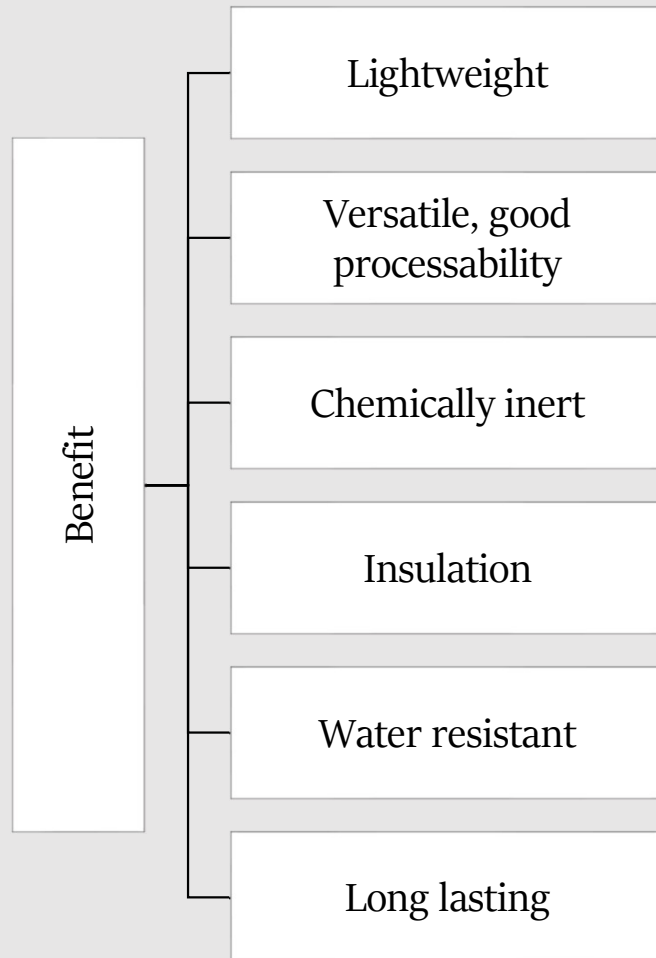 Benefit
Lightweight
Versatile, good
processability
Chemically inert
Insulation
Water resistant
Long lasting